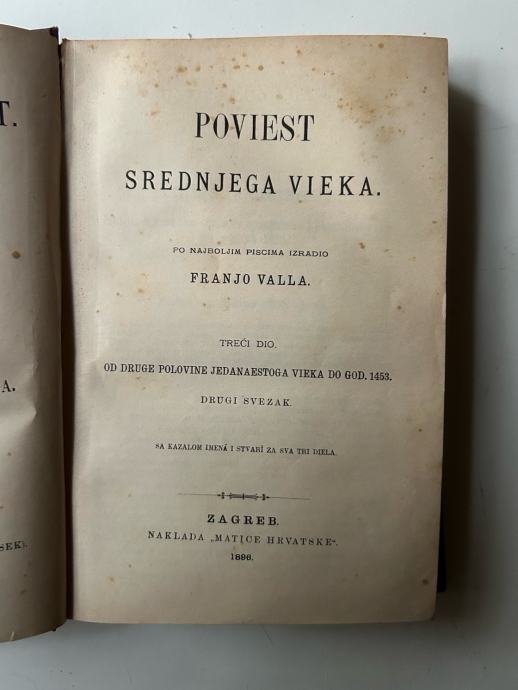 T.
A.
SEK).
POVIEST
SREDNJEGA VIEKA.
PO NAJBOLJIM PISCIMA IZRADIO
FRANJO VALLA.
TREĆI DIO.
OD DRUGE POLOVINE JEDANAESTOGA VIEKA DO GOD. 1453.
DRUGI SVEZAK.
SA KAZALOM IMENÂ I STVARÎ ZA SVA TRI DIELA.
ZAGREB.
NAKLADA „MATICE HRVATSKE“.
1896.